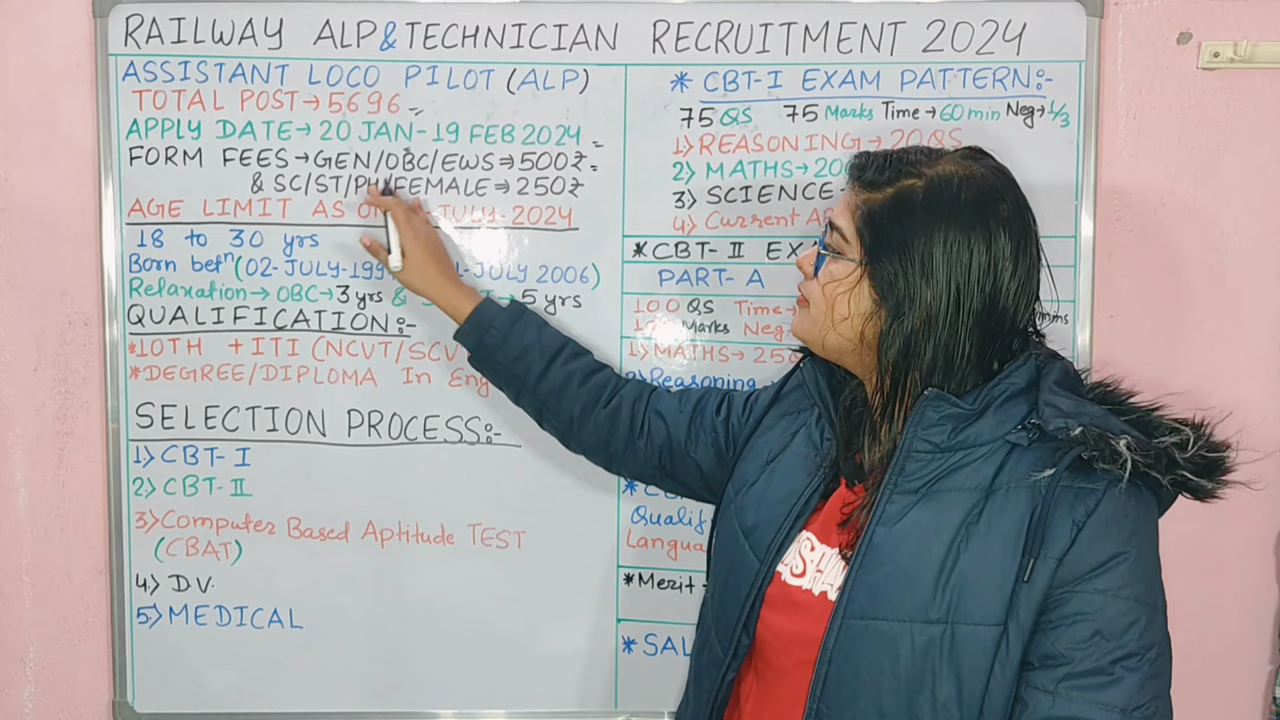 RAILWAY ALP & TECHNICIAN RECRUITMENT 2024
ASSISTANT LOCO PILOT (ALP)
TOTAL POST → 5696
APPLY DATE → 20 JAN - 19 FEB 2024
FORM FEES → GEN/OBC/EWS ⇒ 500₹
& SC/ST/PH/FEMALE ⇒ 250₹
AGE LIMIT AS ON JULY-2024
18 to 30 yrs
Born betⁿ (02-JULY-199 -JULY 2006)
Relaxation → OBC → 3 yrs & → 5 yrs
QUALIFICATION:-
*10TH + ITI (NCVT/SCV
*DEGREE/DIPLOMA In Eng
SELECTION PROCESS:-
1) CBT-I
2) CBT-II
3) Computer Based Aptitude TEST
(CBAT)
4) DV.
5) MEDICAL
* CBT-I EXAM PATTERN:-
75 QS 75 Marks Time → 60 min Neg → 1/3
1) REASONING → 20 QS
2) MATHS → 20
3) SCIENCE
4) Current
*CBT-II EX
PART-A
100 QS Time →
Marks Neg
1) MATHS → 25
2) Reasoning
Qualif
Langua
*Merit
*SAL